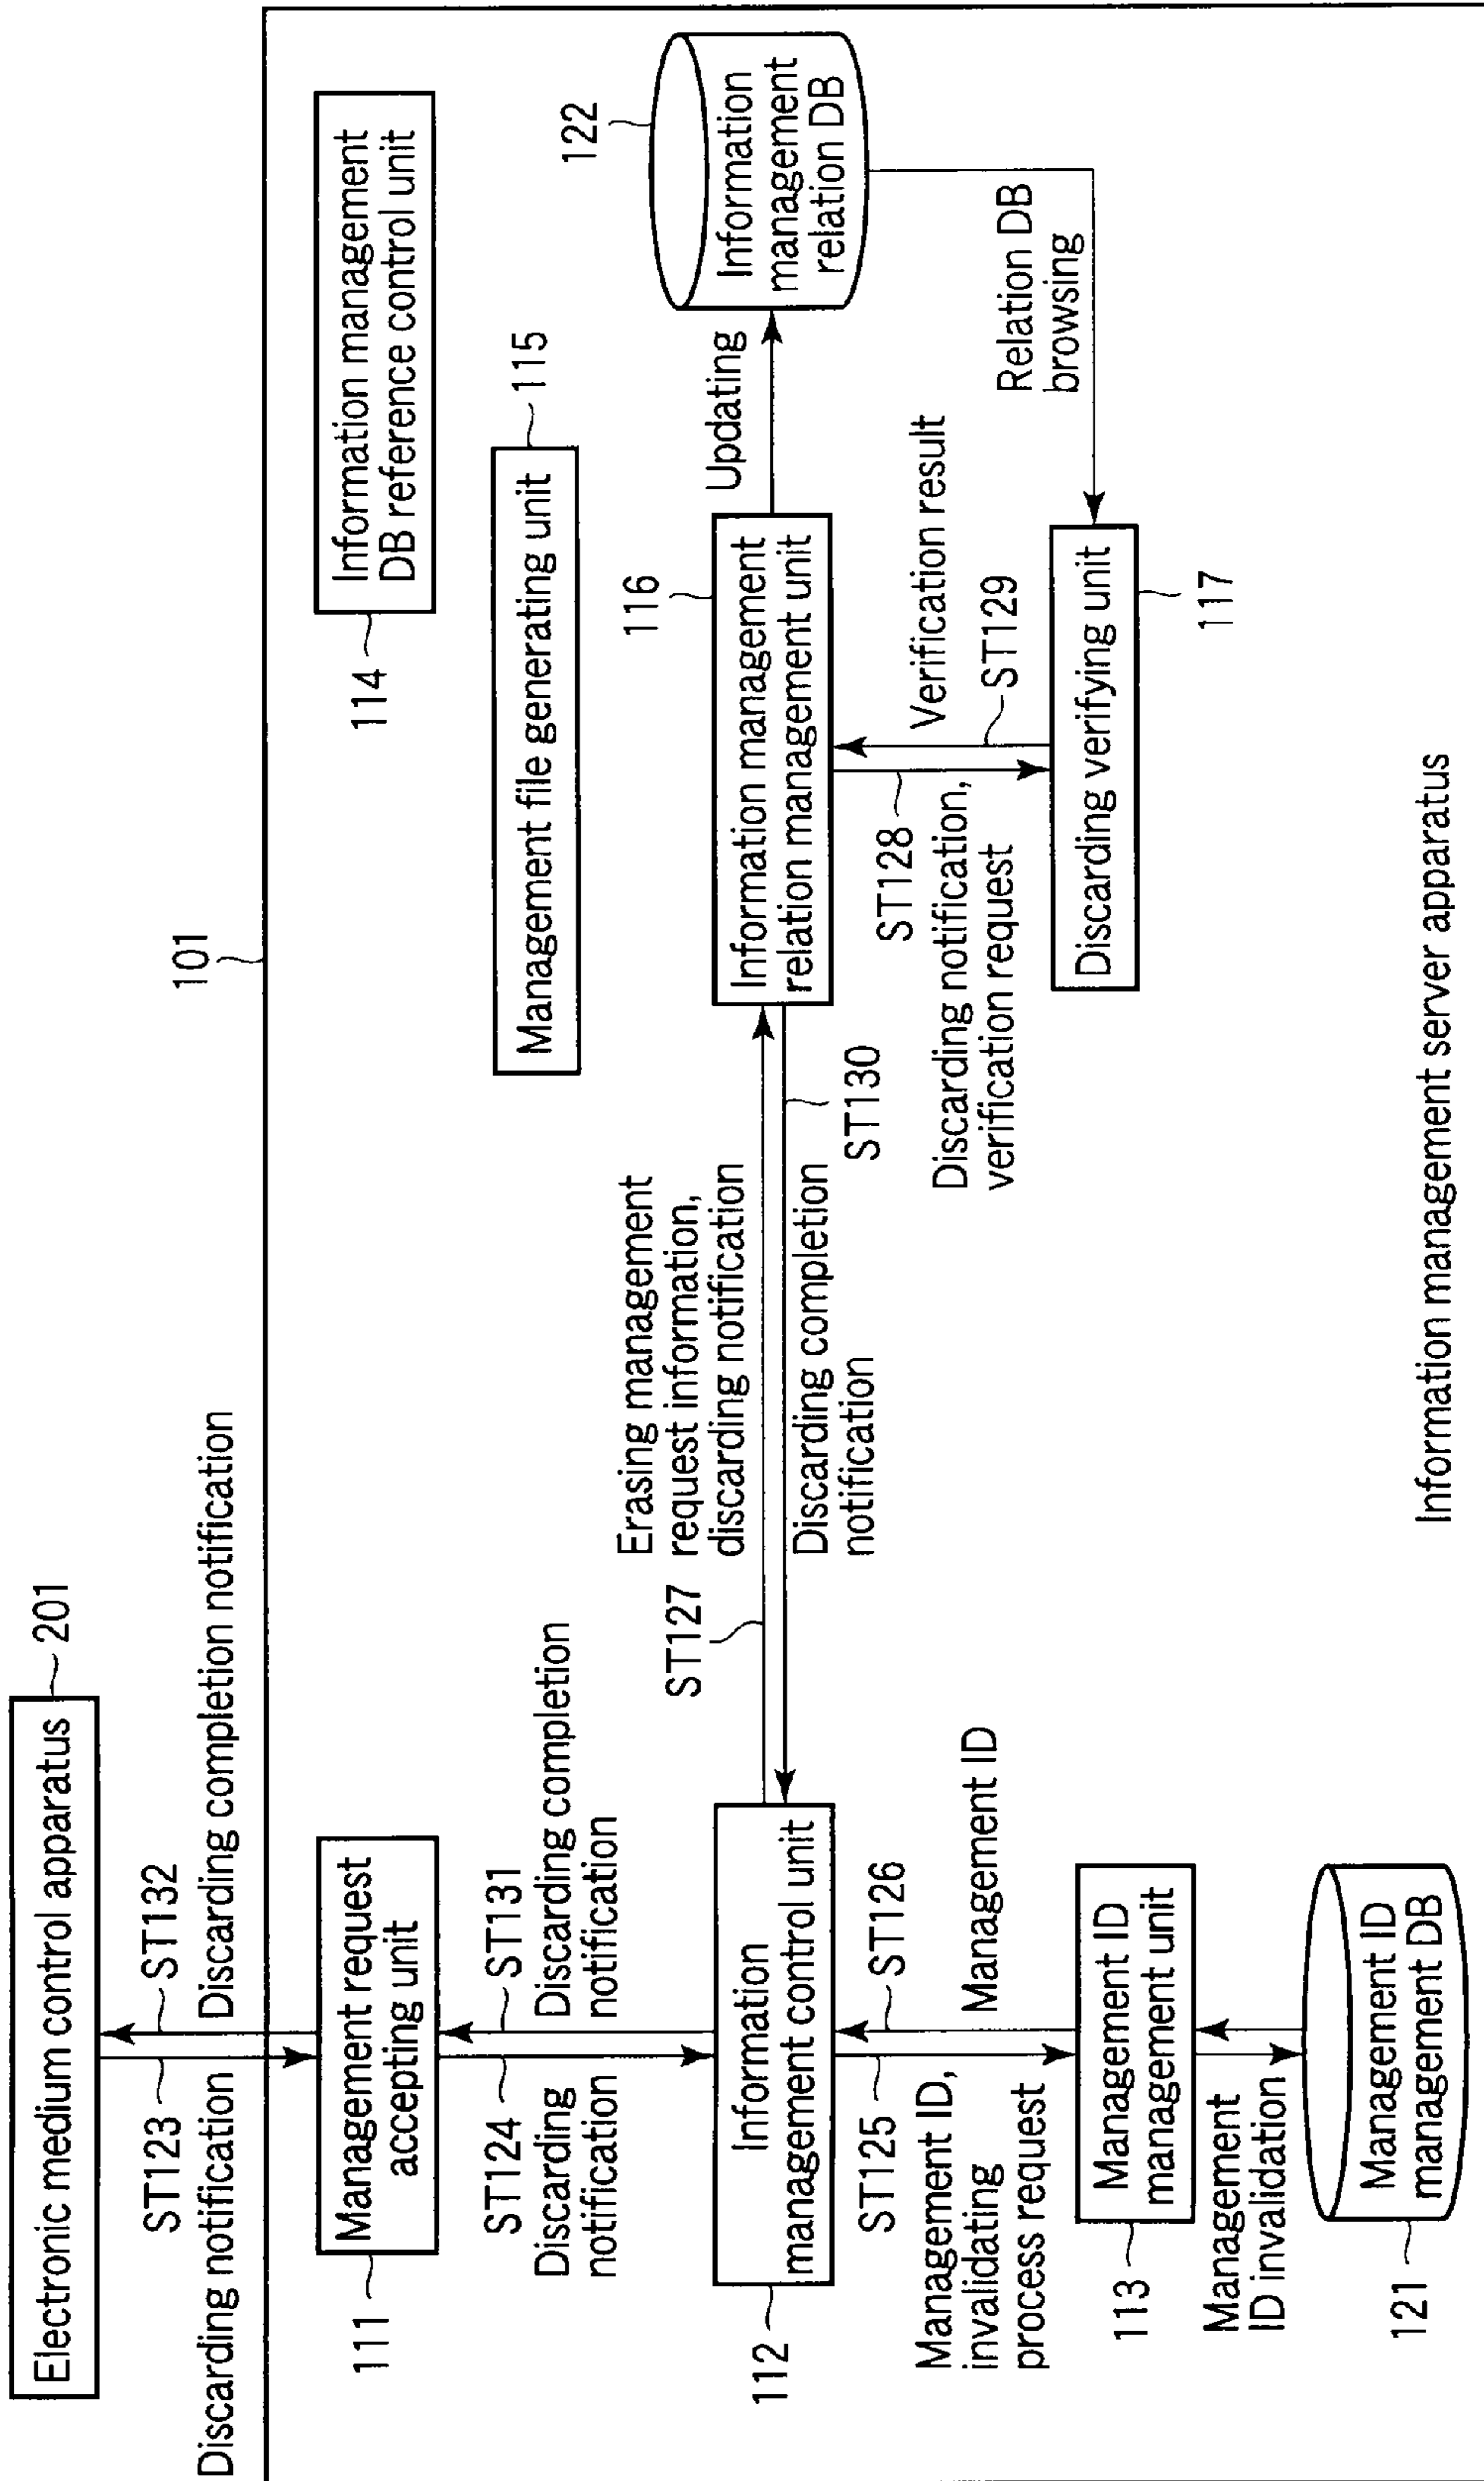 Electronic medium control apparatus
201
ST123
Discarding notification
ST132
Discarding completion notification
101
Management request
accepting unit
111
ST124
Discarding
notification
ST131
Discarding completion
notification
Information
management control unit
112
ST125
Management ID,
invalidating
process request
ST126
Management ID
Management ID
management unit
113
Management
ID invalidation
Management ID
management DB
121
ST127
Erasing management
request information,
discarding notification
Discarding completion
notification
ST130
Information management
DB reference control unit
114
Management file generating unit
115
116
Information management
relation management unit
Updating
122
Information
management
relation DB
ST128
Discarding notification,
verification request
Verification result
ST129
Relation DB
browsing
Discarding verifying unit
117
Information management server apparatus